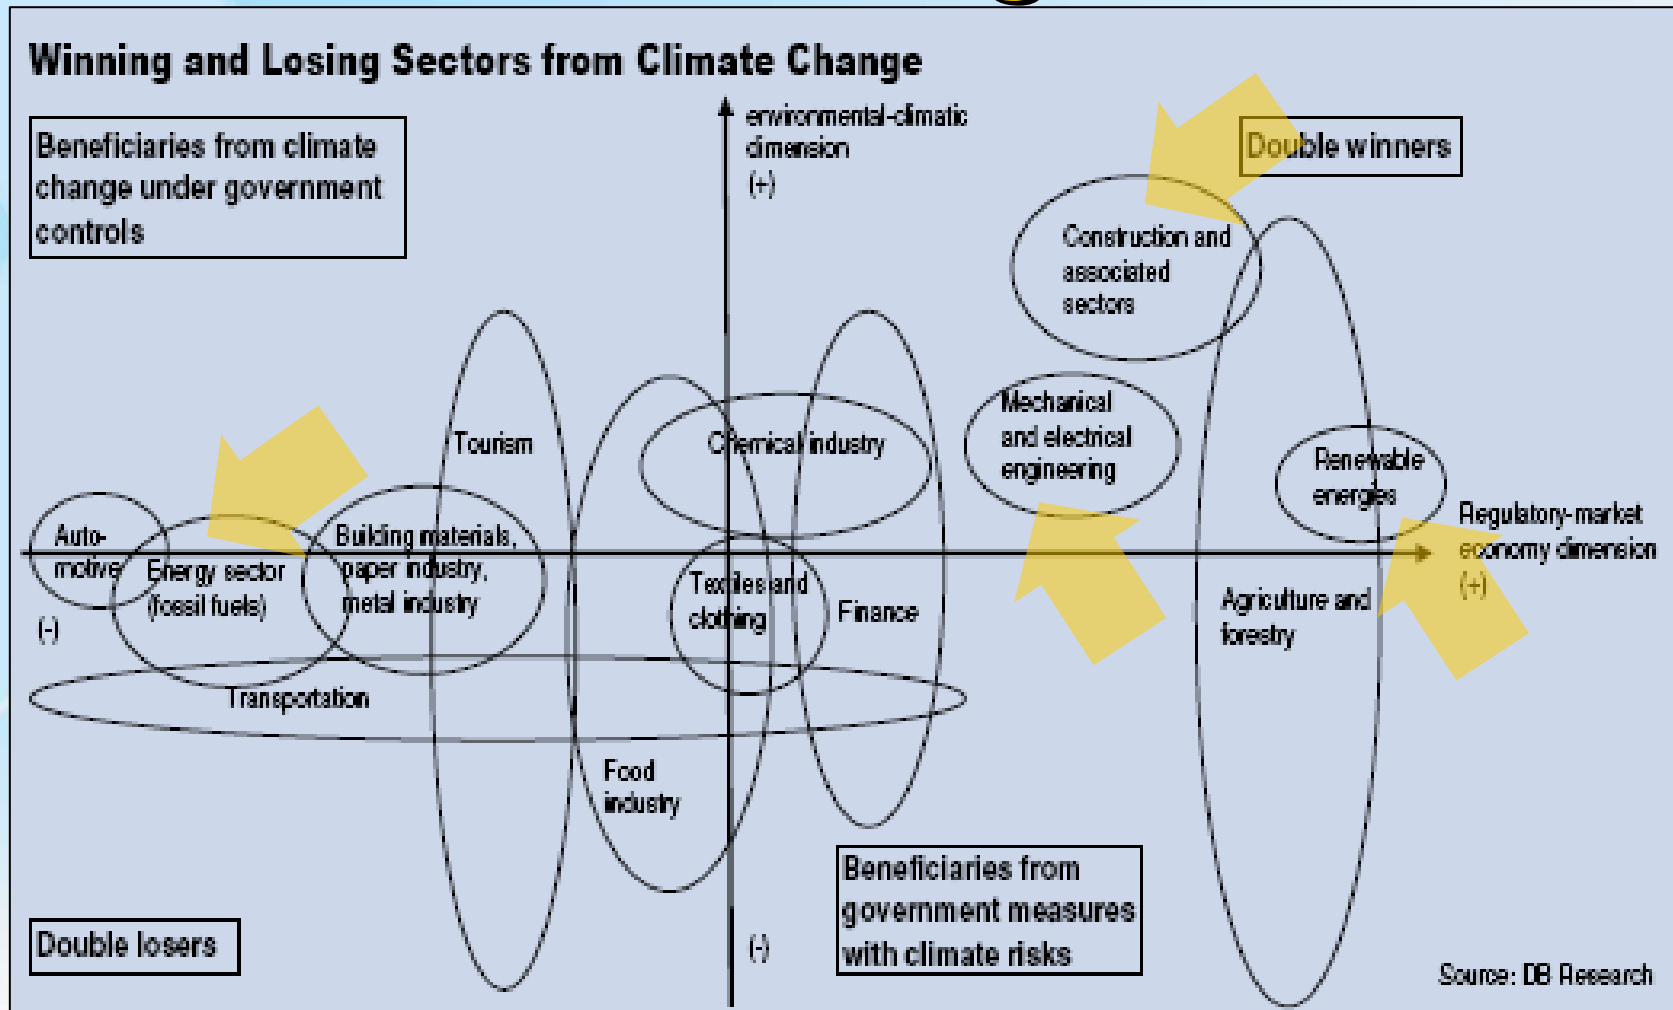 Winning and Losing Sectors from Climate Change
Beneficiaries from climate
change under government
controls
environmental-climatic
dimension
(+)
Double winners
Construction and
associated
sectors
Mechanical
and electrical
engineering
Tourism
Chemical industry
Renewable
energies
Regulatory-market
economy dimension
(+)
Auto-
motive
Energy sector
(fossil fuels)
Building materials,
paper industry,
metal industry
Textiles and
clothing
Finance
Agriculture and
forestry
(-)
Transportation
Food
industry
Beneficiaries from
government measures
with climate risks
Double losers
(-)
Source: DB Research